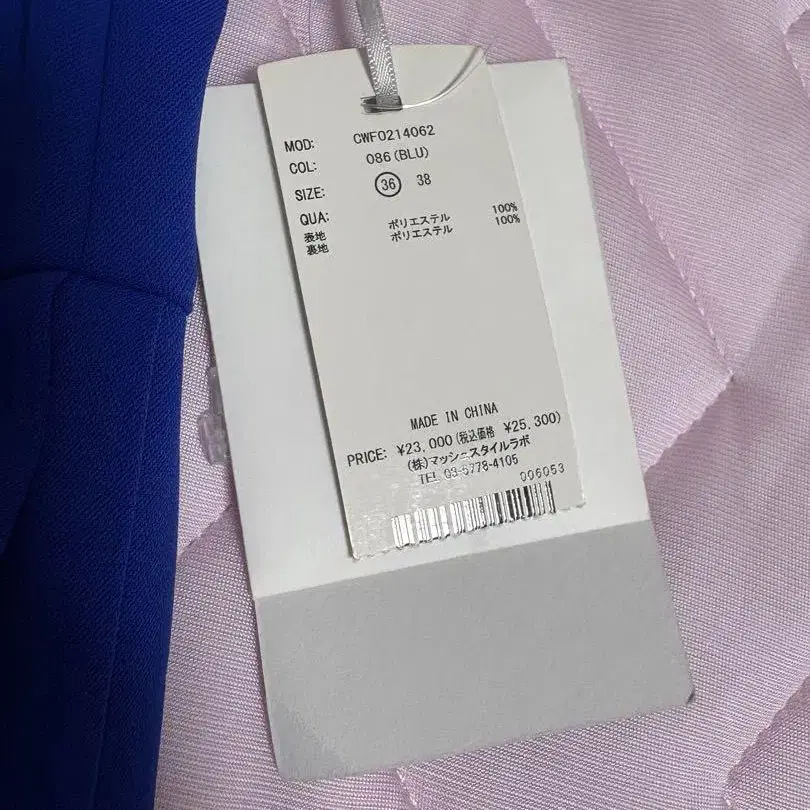 MOD: CWFO214062
COL: 086(BLU)
SIZE: 36 38
QUA:
表地 ポリエステル 100%
裏地 ポリエステル 100%
MADE IN CHINA
PRICE: ¥23,000(税込価格 ¥25,300)
(株)マッシュスタイルラボ
TEL 03-5778-4105
006053